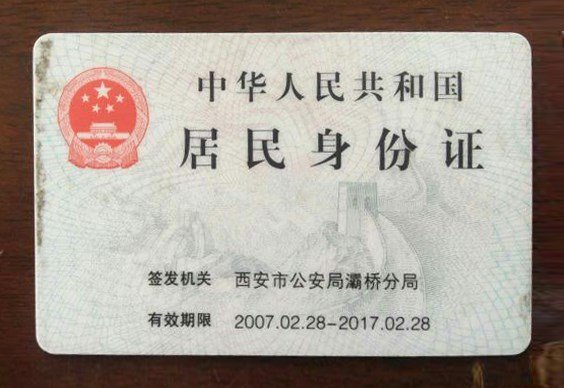 中华人民共和国
居民身份证
签发机关 西安市公安局灞桥分局
有效期限 2007.02.28-2017.02.28